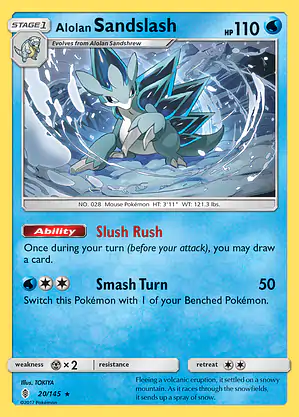 STAGE 1 Alolan Sandslash HP 110
Evolves from Alolan Sandshrew
NO. 028 Mouse Pokémon HT: 3'11" WT: 121.3 lbs.
Ability Slush Rush
Once during your turn (before your attack), you may draw
a card.
Smash Turn 50
Switch this Pokémon with 1 of your Benched Pokémon.
weakness × 2 resistance retreat
Illus. TOKIYA
20/145 ★
©2017 Pokémon
Fleeing a volcanic eruption, it settled on a snowy
mountain. As it races through the snowfields,
it sends up a spray of snow.